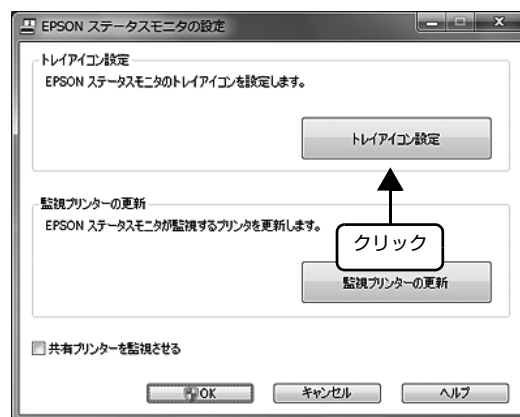 EPSON ステータスモニタの設定
トレイアイコン設定
EPSON ステータスモニタのトレイアイコンを設定します。
トレイアイコン設定
監視プリンターの更新
EPSON ステータスモニタが監視するプリンタを更新します。
クリック
監視プリンターの更新
共有プリンターを監視させる
OK
キャンセル
ヘルプ